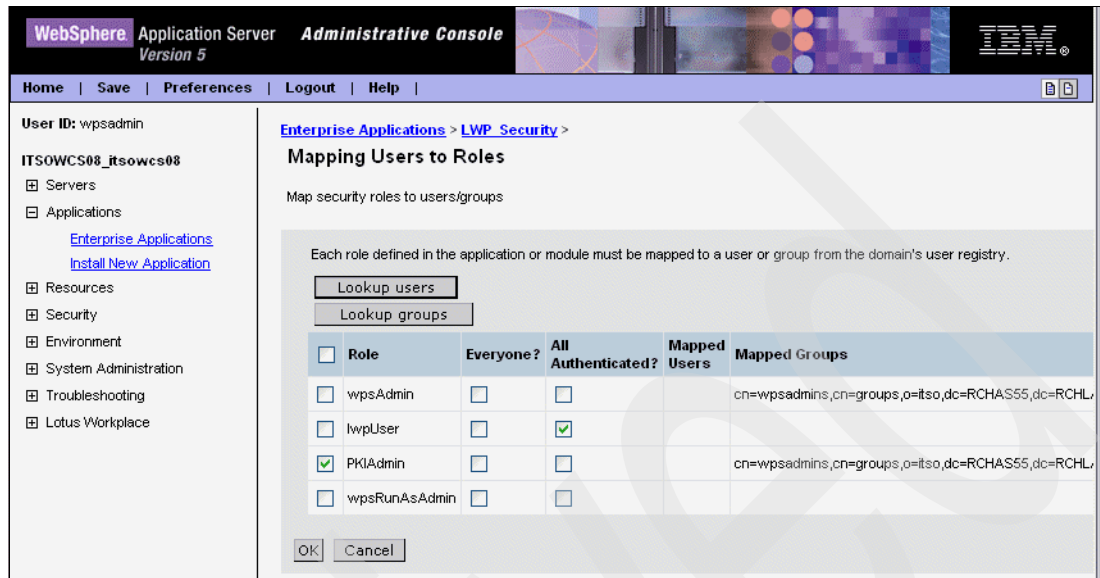 WebSphere Application Server Administrative Console
Version 5
IBM®
Home | Save | Preferences | Logout | Help |
User ID: wpsadmin
ITSOWCS08_itsowcs08
Servers
Applications
Enterprise Applications
Install New Application
Resources
Security
Environment
System Administration
Troubleshooting
Lotus Workplace
Enterprise Applications > LWP_Security >
Mapping Users to Roles
Map security roles to users/groups
Each role defined in the application or module must be mapped to a user or group from the domain's user registry.
Lookup users
Lookup groups
Role Everyone? All Authenticated? Mapped Users Mapped Groups
wpsAdmin cn=wpsadmins,cn=groups,o=itso,dc=RCHAS55,dc=RCHL
lwpUser
PKIAdmin cn=wpsadmins,cn=groups,o=itso,dc=RCHAS55,dc=RCHL
wpsRunAsAdmin
OK Cancel